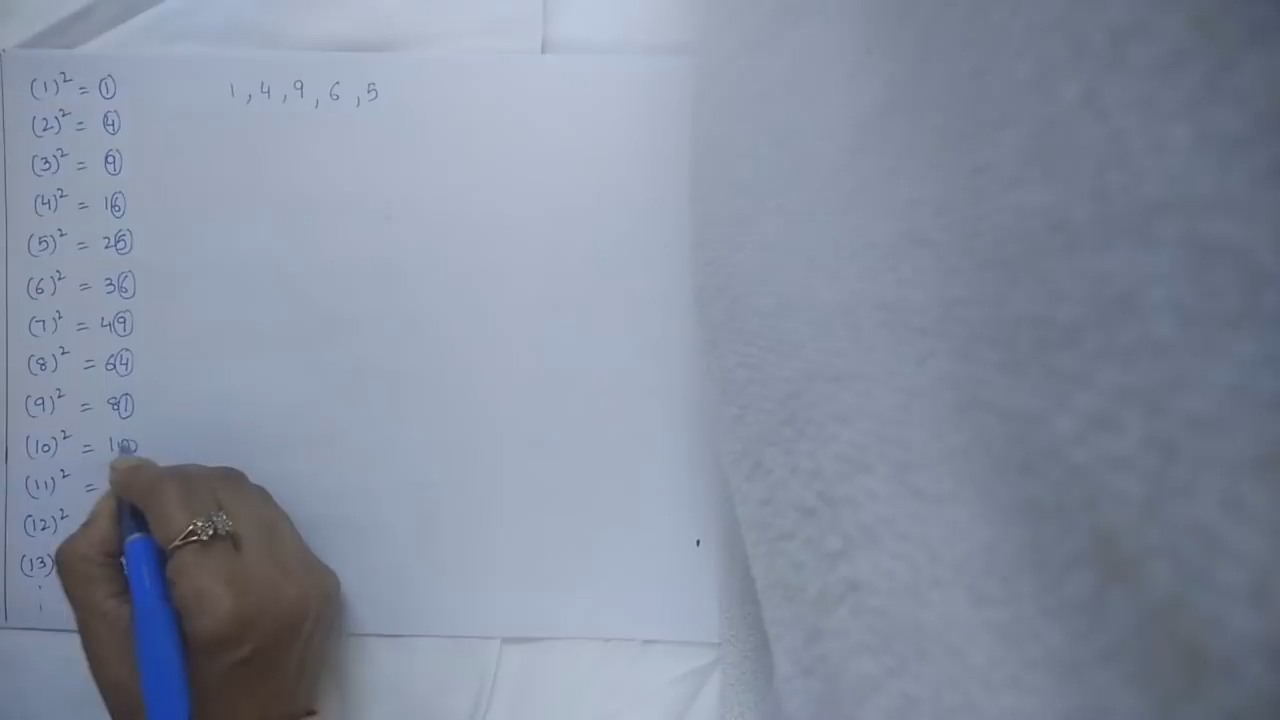 (1)² = 1
(2)² = 4
(3)² = 9
(4)² = 16
(5)² = 25
(6)² = 36
(7)² = 49
(8)² = 64
(9)² = 81
(10)² = 100
(11)² =
(12)²
(13)
1, 4, 9, 6, 5